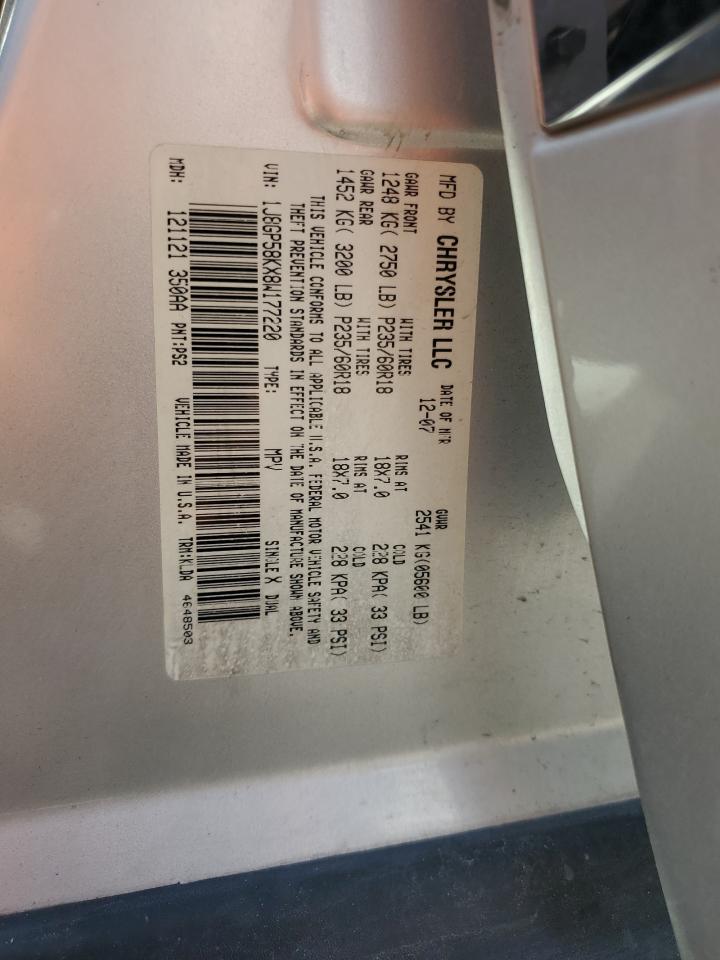 MFD BY CHRYSLER LLC DATE OF MFR 12-07 GVWR 2541 KG(05600 LB)
GAWR FRONT WITH TIRES RIMS AT COLD
1248 KG( 2750 LB) P235/60R18 18X7.0 228 KPA( 33 PSI)
GAWR REAR WITH TIRES RIMS AT COLD
1452 KG( 3200 LB) P235/60R18 18X7.0 228 KPA( 33 PSI)
THIS VEHICLE CONFORMS TO ALL APPLICABLE U.S.A. FEDERAL MOTOR VEHICLE SAFETY AND
THEFT PREVENTION STANDARDS IN EFFECT ON THE DATE OF MANUFACTURE SHOWN ABOVE.
VIN: 1J8GP58KX8W177220 TYPE: MPV SINGLE X DUAL
MDH: 121121 350AA PNT:PS2 VEHICLE MADE IN U.S.A. TRM:KLDA 4648503